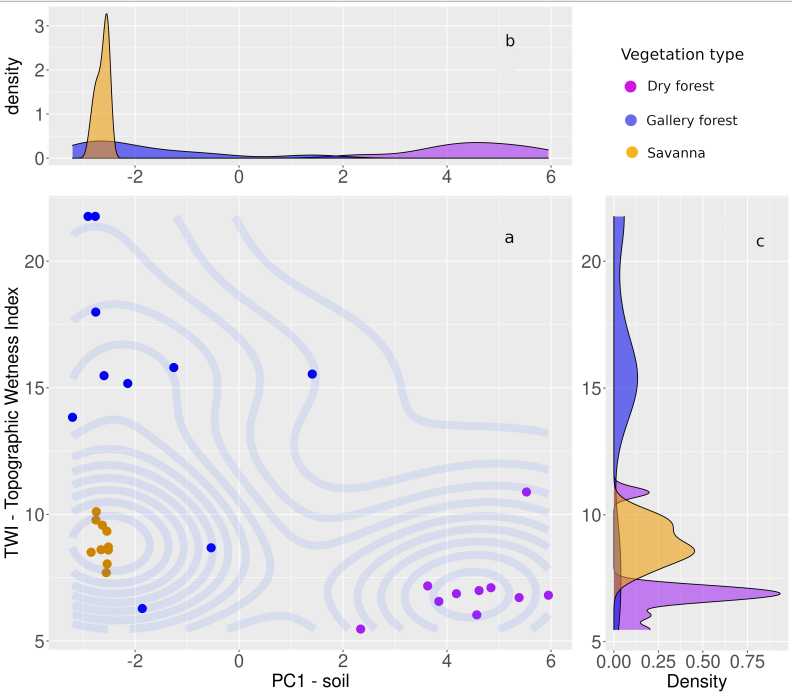 3
2
1
0
density
b
-2
0
2
4
6
Vegetation type
Dry forest
Gallery forest
Savanna
20
15
10
5
TWI - Topographic Wetness Index
a
-2
0
2
4
6
PC1 - soil
c
20
15
10
5
0.00 0.25 0.50 0.75
Density